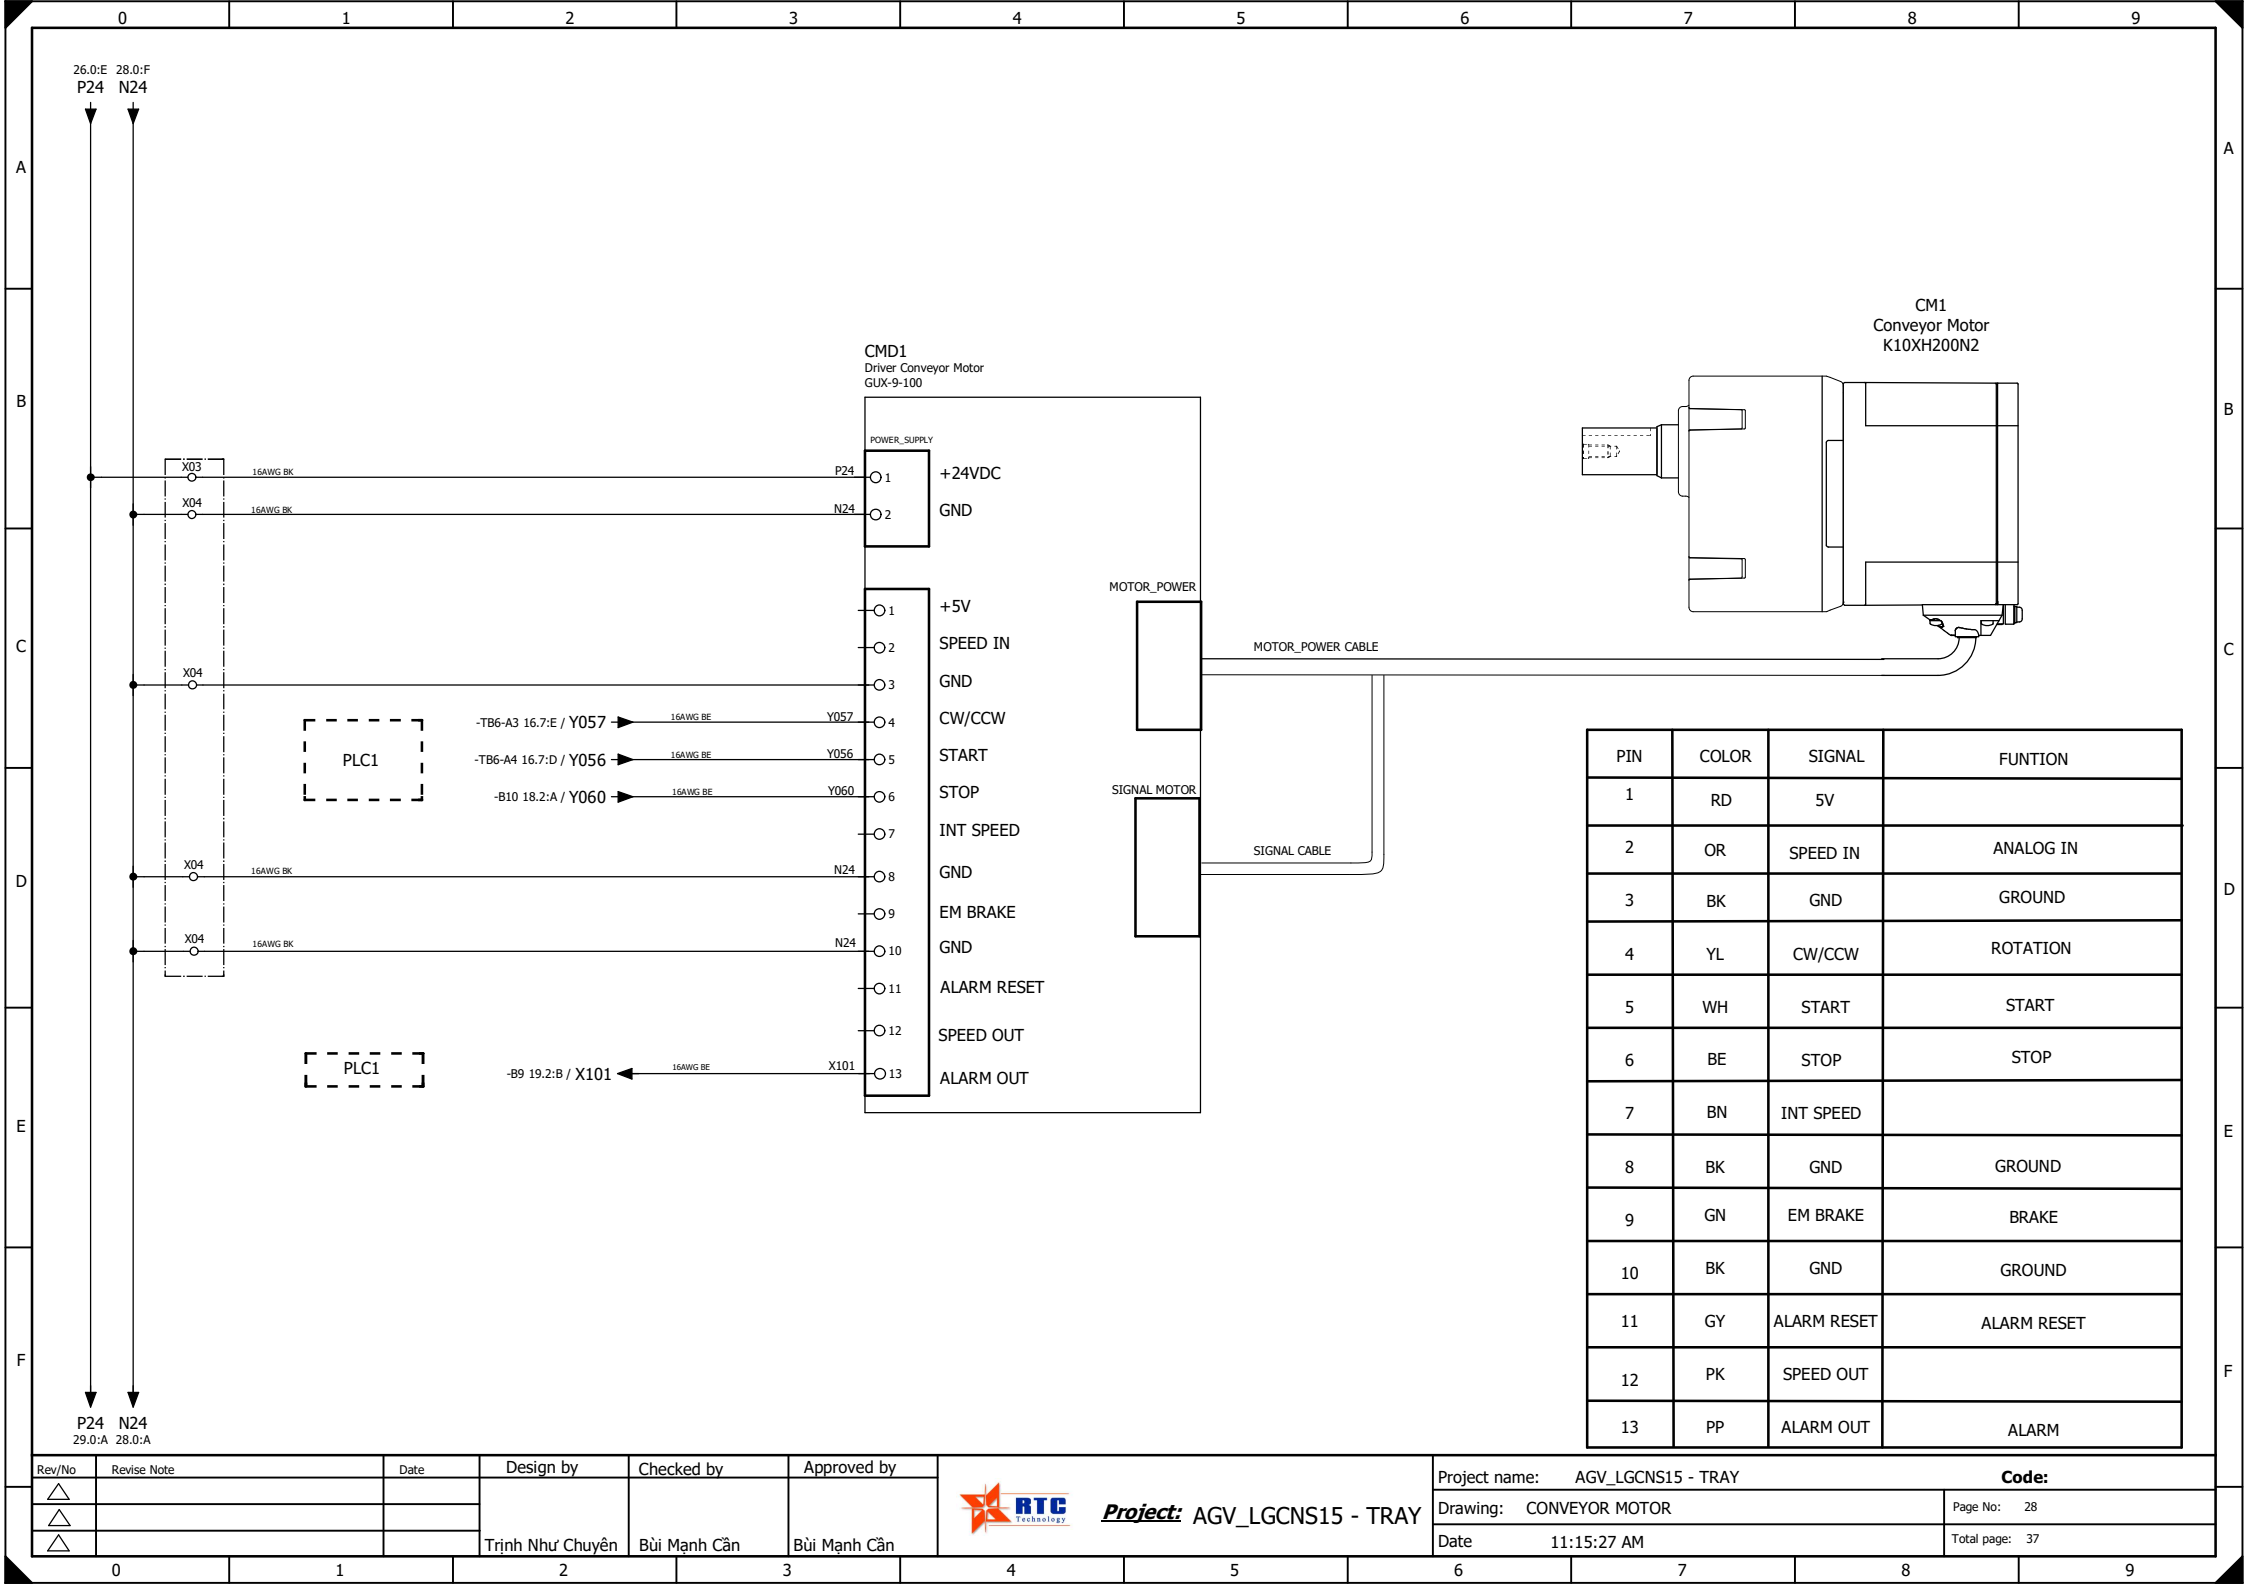 0 1 2 3 4 5 6 7 8 9
26.0:E 28.0:F
P24 N24
A A
B B
C C
D D
E E
F F
CM1
Conveyor Motor
K10XH200N2
CMD1
Driver Conveyor Motor
GUX-9-100
POWER_SUPPLY
X03 16AWG BK P24 1 +24VDC
X04 16AWG BK N24 2 GND
MOTOR_POWER
1 +5V
2 SPEED IN
MOTOR_POWER CABLE
X04 3 GND
-TB6-A3 16.7:E / Y057 16AWG BE Y057 4 CW/CCW
PLC1
-TB6-A4 16.7:D / Y056 16AWG BE Y056 5 START
-B10 18.2:A / Y060 16AWG BE Y060 6 STOP
SIGNAL MOTOR
7 INT SPEED
SIGNAL CABLE
X04 16AWG BK N24 8 GND
9 EM BRAKE
X04 16AWG BK N24 10 GND
11 ALARM RESET
12 SPEED OUT
PLC1
-B9 19.2:B / X101 16AWG BE X101 13 ALARM OUT
PIN COLOR SIGNAL FUNTION
1 RD 5V
2 OR SPEED IN ANALOG IN
3 BK GND GROUND
4 YL CW/CCW ROTATION
5 WH START START
6 BE STOP STOP
7 BN INT SPEED
8 BK GND GROUND
9 GN EM BRAKE BRAKE
10 BK GND GROUND
11 GY ALARM RESET ALARM RESET
12 PK SPEED OUT
13 PP ALARM OUT ALARM
P24 N24
29.0:A 28.0:A
Rev/No Revise Note Date Design by Checked by Approved by
Trịnh Như Chuyên Bùi Mạnh Cần Bùi Mạnh Cần
RTC
Technology
Project: AGV_LGCNS15 - TRAY
Project name: AGV_LGCNS15 - TRAY Code:
Drawing: CONVEYOR MOTOR Page No: 28
Date 11:15:27 AM Total page: 37
0 1 2 3 4 5 6 7 8 9